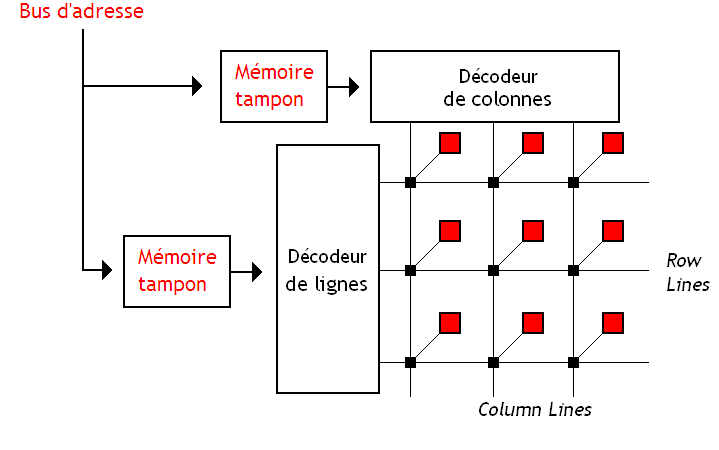 Bus d'adresse
Mémoire
tampon
Décodeur
de colonnes
Mémoire
tampon
Décodeur
de lignes
Row
Lines
Column Lines